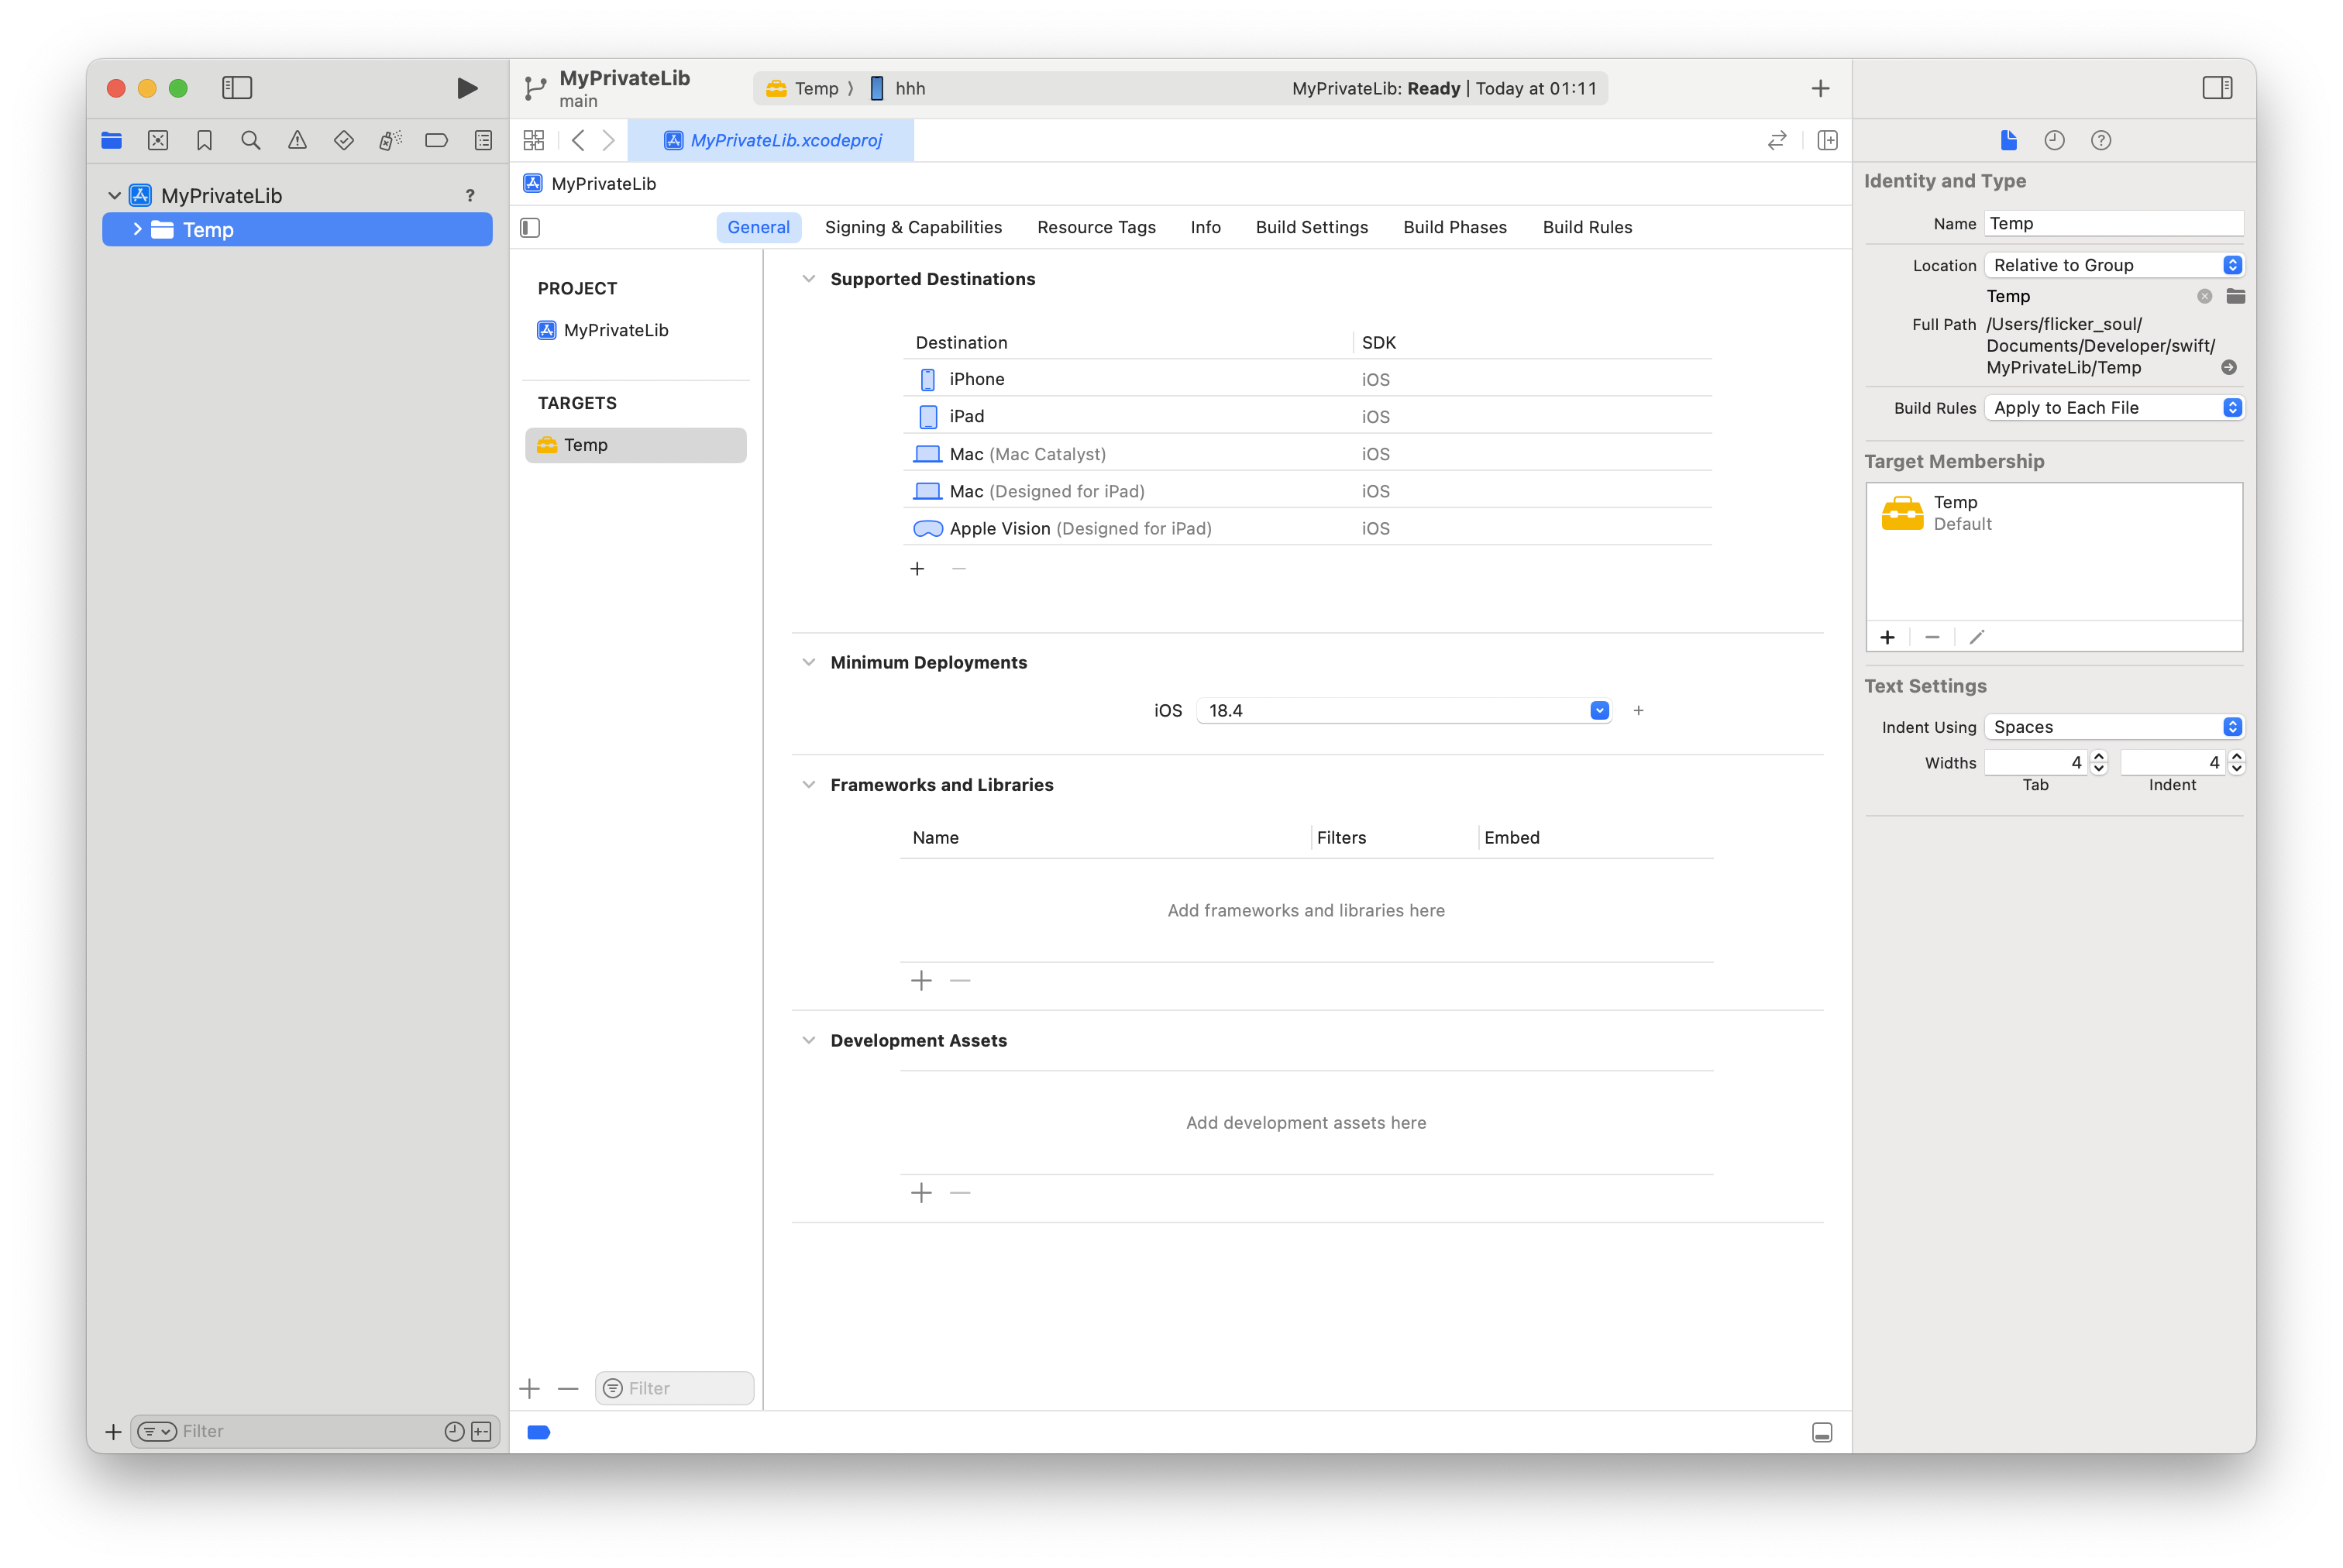 MyPrivateLib
main
Temp 〉 hhh
MyPrivateLib: Ready | Today at 01:11
MyPrivateLib.xcodeproj
MyPrivateLib ?
Temp
MyPrivateLib
General Signing & Capabilities Resource Tags Info Build Settings Build Phases Build Rules
PROJECT
MyPrivateLib
TARGETS
Temp
Filter
Filter
Supported Destinations
Destination SDK
iPhone iOS
iPad iOS
Mac (Mac Catalyst) iOS
Mac (Designed for iPad) iOS
Apple Vision (Designed for iPad) iOS
Minimum Deployments
iOS 18.4
Frameworks and Libraries
Name Filters Embed
Add frameworks and libraries here
Development Assets
Add development assets here
Identity and Type
Name Temp
Location Relative to Group
Temp
Full Path /Users/flicker_soul/
Documents/Developer/swift/
MyPrivateLib/Temp
Build Rules Apply to Each File
Target Membership
Temp
Default
Text Settings
Indent Using Spaces
Widths 4 4
Tab Indent